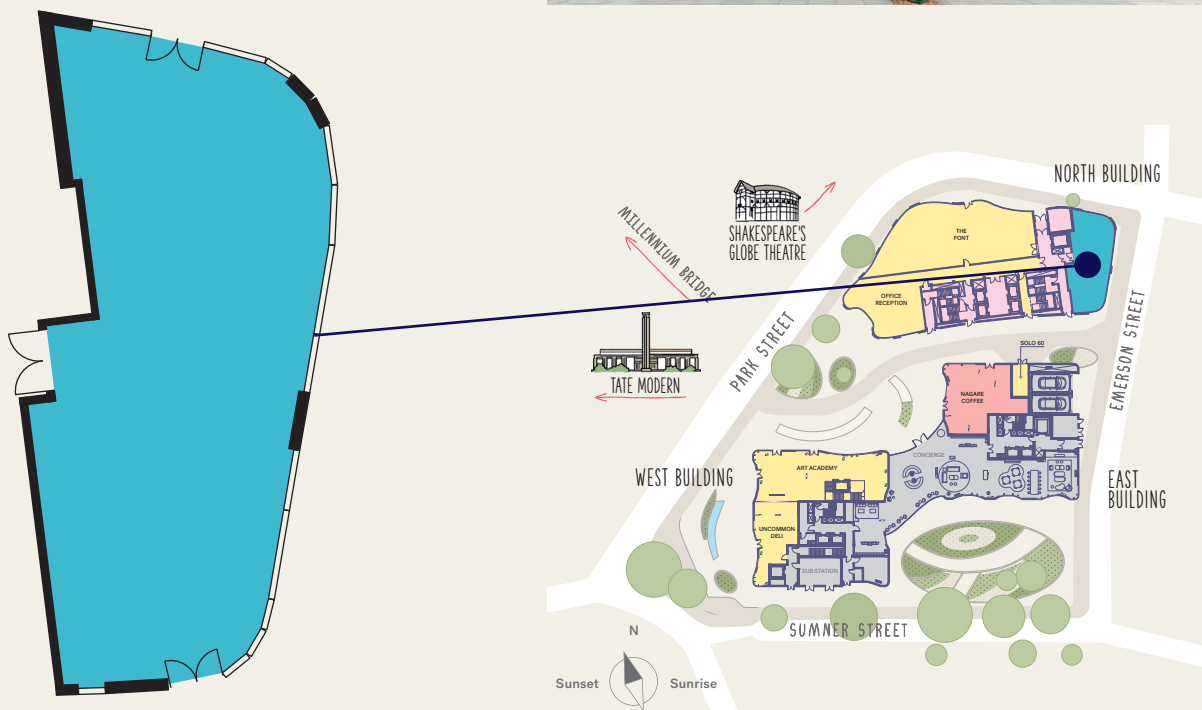 NORTH BUILDING
SHAKESPEARE'S
GLOBE THEATRE
MILLENNIUM BRIDGE
THE
FONT
OFFICE
RECEPTION
PARK STREET
EMERSON STREET
TATE MODERN
SOLO 60
NAGARE
COFFEE
CONCIERGE
WEST BUILDING
ART ACADEMY
EAST
BUILDING
UNCOMMON
DELI
SUB STATION
SUMNER STREET
N
Sunset
Sunrise